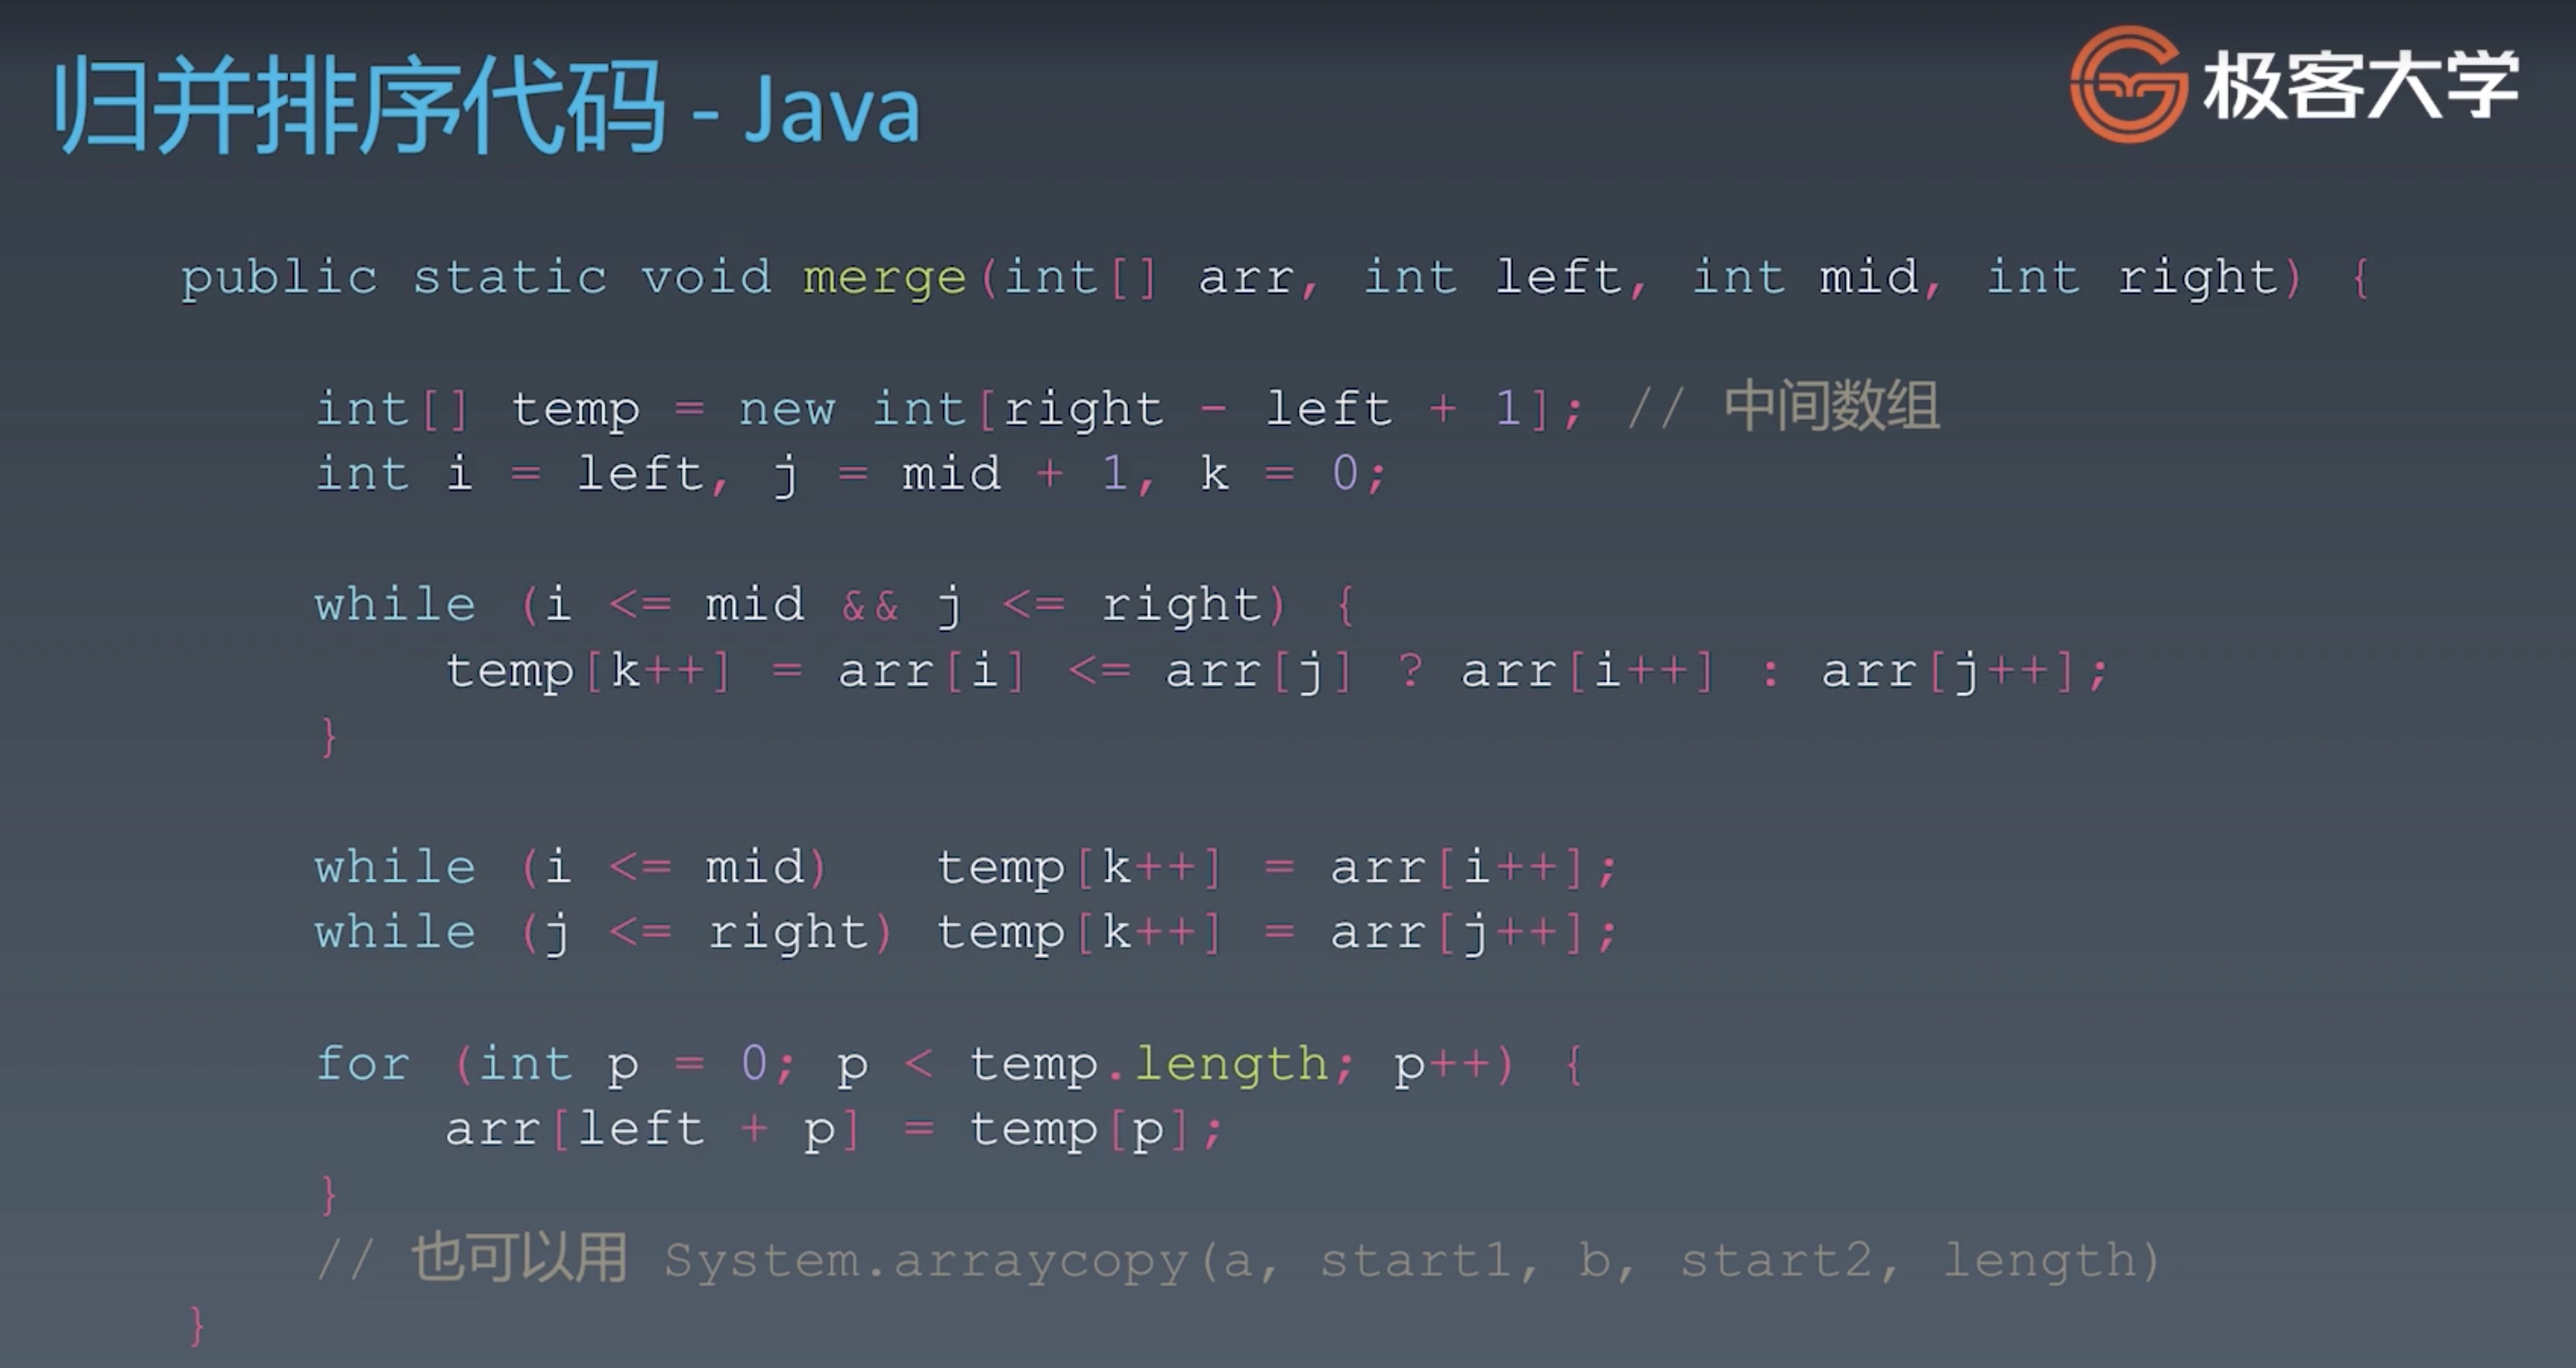 归并排序代码 - Java
极客大学
public static void merge(int[] arr, int left, int mid, int right) {
int[] temp = new int[right - left + 1]; // 中间数组
int i = left, j = mid + 1, k = 0;
while (i <= mid && j <= right) {
temp[k++] = arr[i] <= arr[j] ? arr[i++] : arr[j++];
}
while (i <= mid)   temp[k++] = arr[i++];
while (j <= right) temp[k++] = arr[j++];
for (int p = 0; p < temp.length; p++) {
arr[left + p] = temp[p];
}
// 也可以用 System.arraycopy(a, start1, b, start2, length)
}